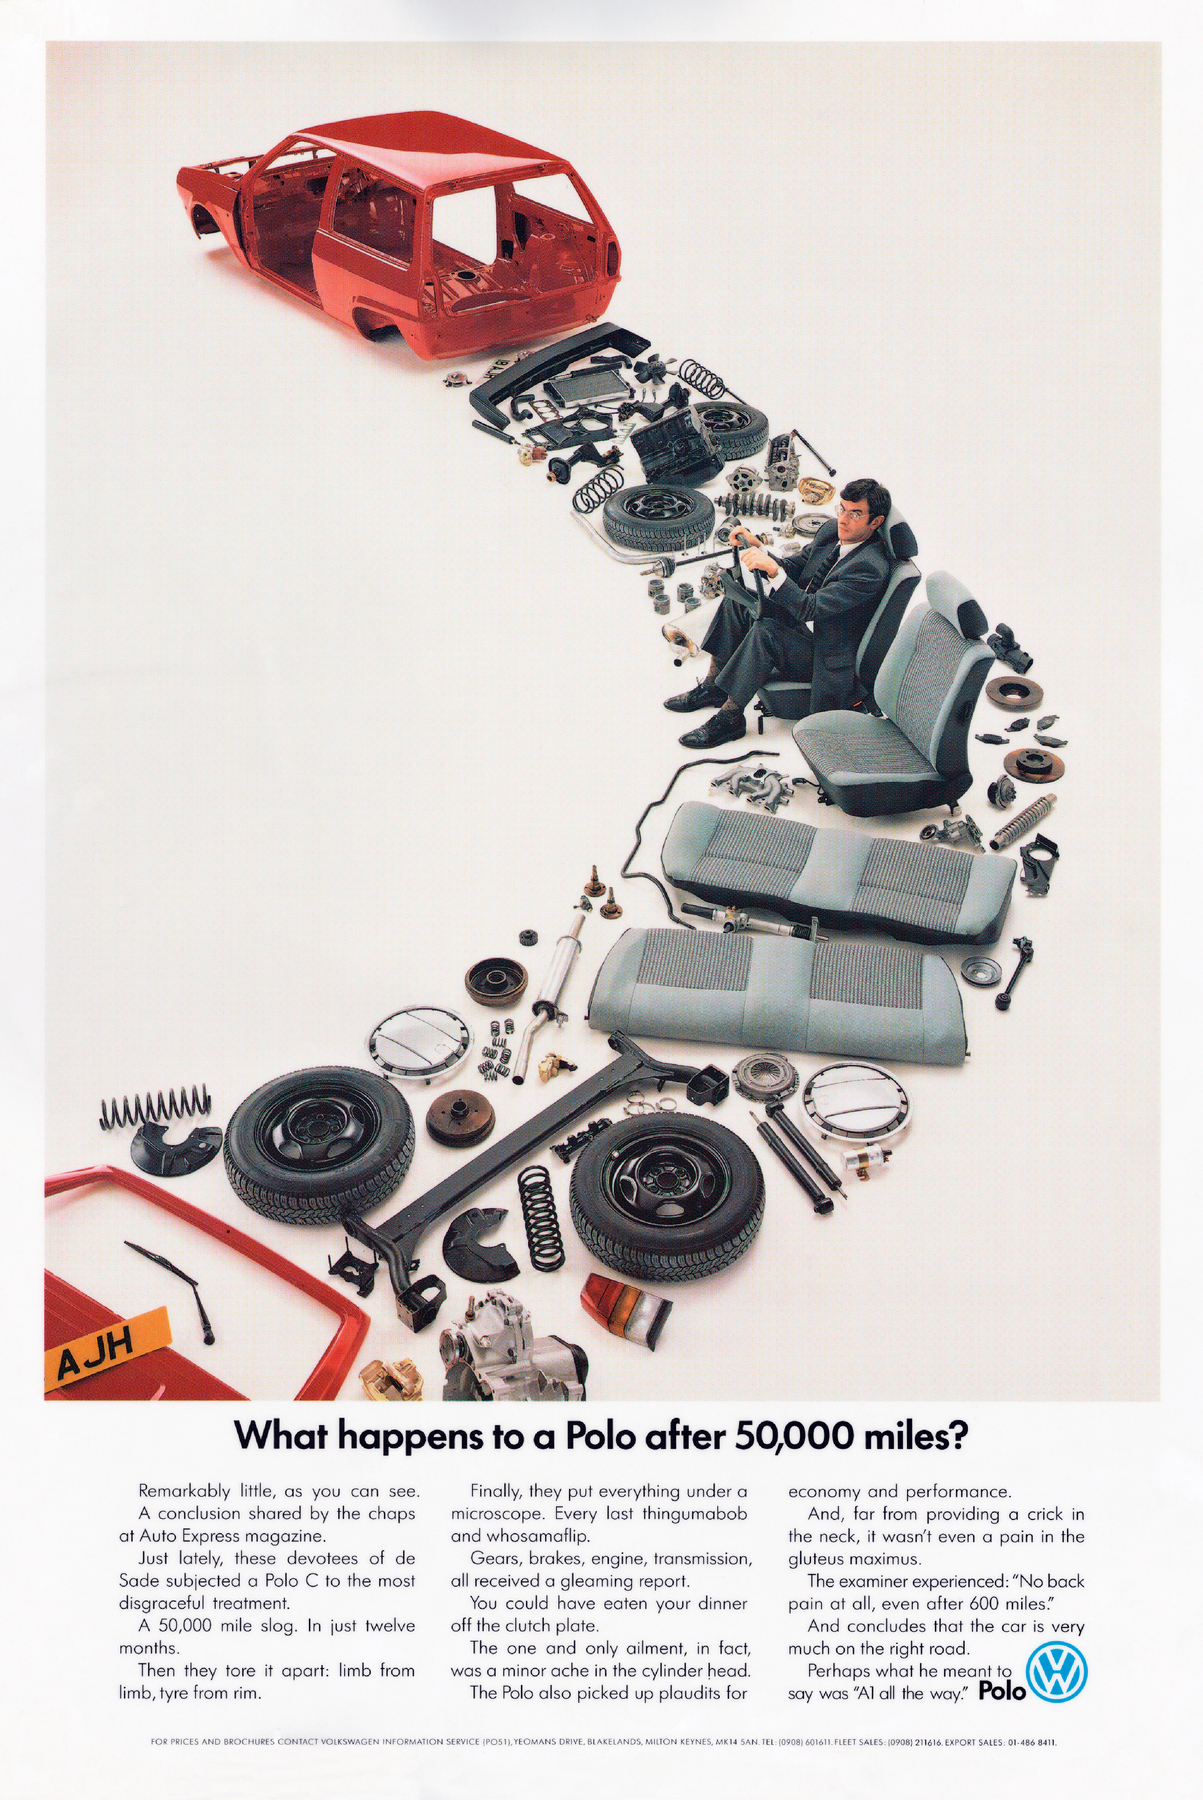 AJH
What happens to a Polo after 50,000 miles?
Remarkably little, as you can see.
A conclusion shared by the chaps
at Auto Express magazine.
Just lately, these devotees of de
Sade subjected a Polo C to the most
disgraceful treatment.
A 50,000 mile slog. In just twelve
months.
Then they tore it apart: limb from
limb, tyre from rim.
Finally, they put everything under a
microscope. Every last thingumabob
and whosamaflip.
Gears, brakes, engine, transmission,
all received a gleaming report.
You could have eaten your dinner
off the clutch plate.
The one and only ailment, in fact,
was a minor ache in the cylinder head.
The Polo also picked up plaudits for
economy and performance.
And, far from providing a crick in
the neck, it wasn't even a pain in the
gluteus maximus.
The examiner experienced: “No back
pain at all, even after 600 miles.”
And concludes that the car is very
much on the right road.
Perhaps what he meant to
say was “A1 all the way.” Polo
VW
FOR PRICES AND BROCHURES CONTACT VOLKSWAGEN INFORMATION SERVICE (PO51), YEOMANS DRIVE, BLAKELANDS, MILTON KEYNES, MK14 5AN. TEL: (0908) 601611. FLEET SALES: (0908) 211616. EXPORT SALES: 01-486 8411.